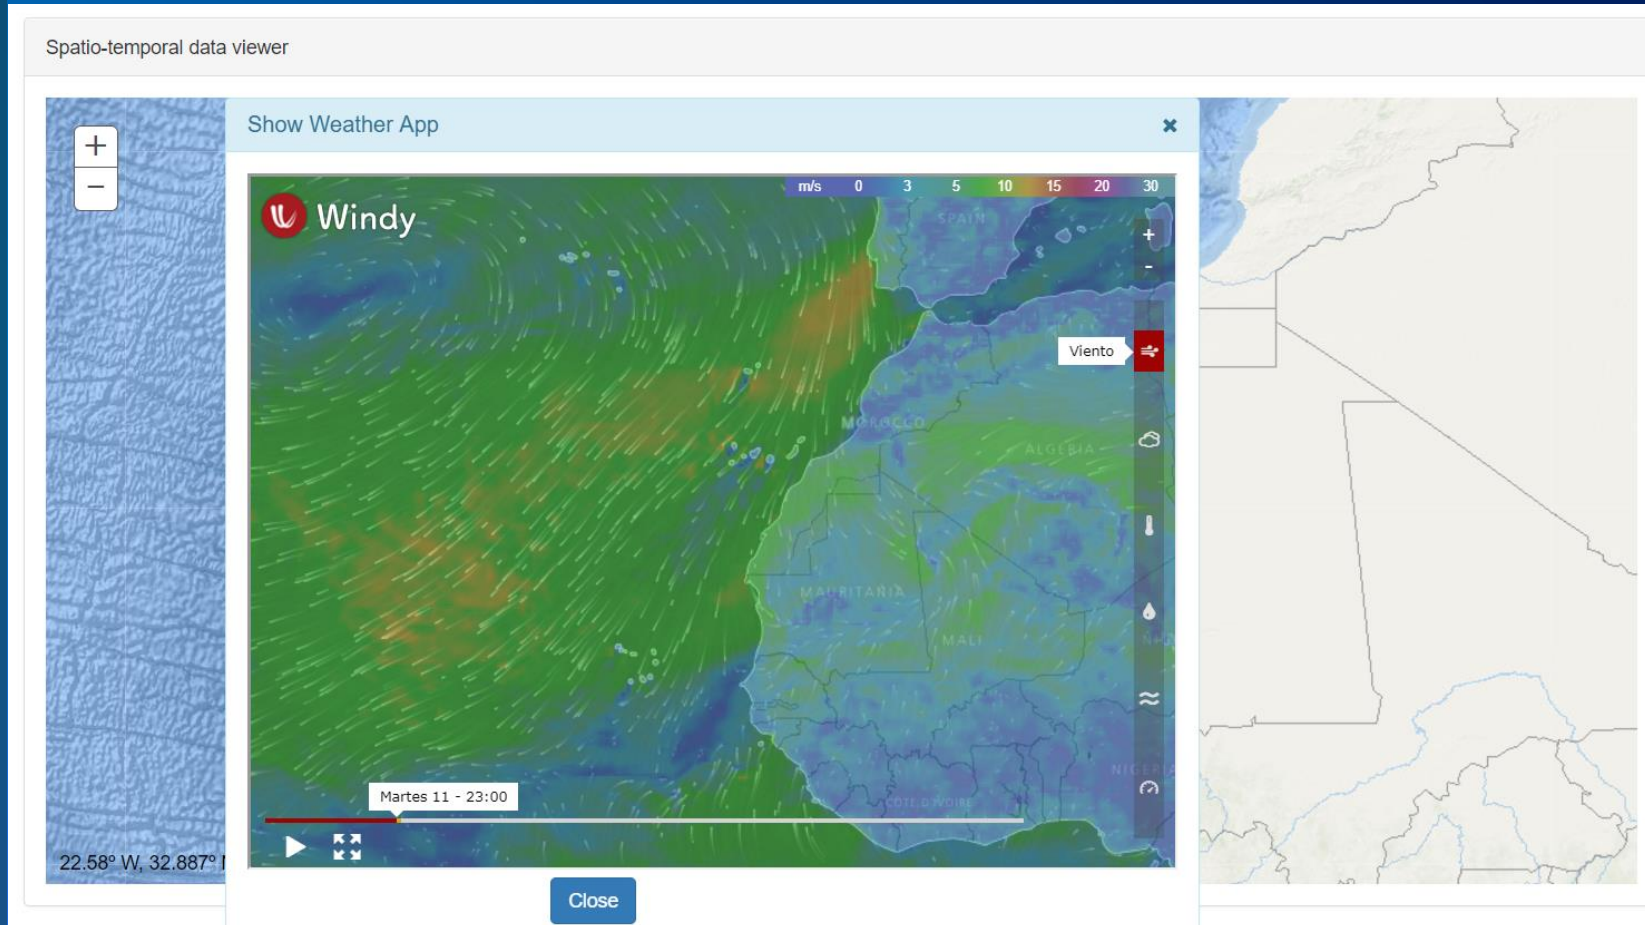 Spatio-temporal data viewer
+
−
Show Weather App
×
Windy
m/s 0 3 5 10 15 20 30
SPAIN
+
-
Viento
MOROCCO
ALGERIA
MAURITANIA
MALI
NIGERIA
CÔTE D'IVOIRE
Martes 11 - 23:00
22.58° W, 32.887°
Close